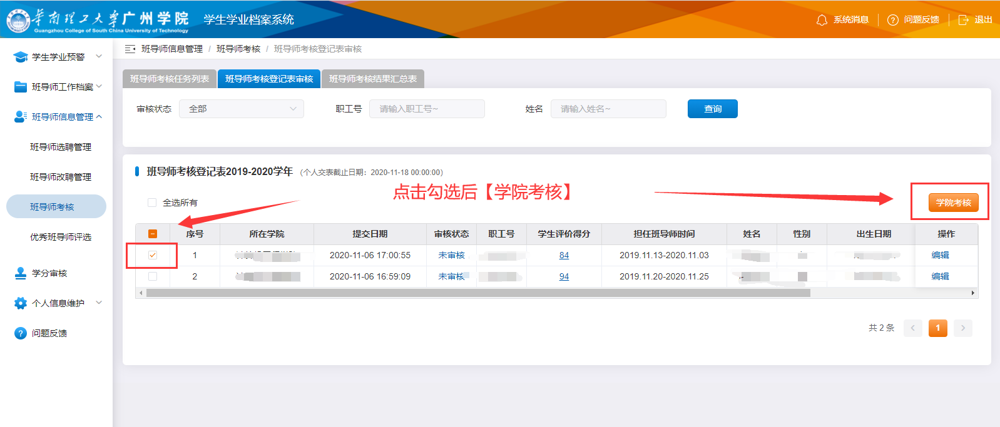 华南理工大学广州学院
Guangzhou College of South China University of Technology
学生学业档案系统
系统消息
问题反馈
退出
学生学业预警
班导师工作档案
班导师信息管理
班导师选聘管理
班导师改聘管理
班导师考核
优秀班导师评选
学分审核
个人信息维护
问题反馈
班导师信息管理 / 班导师考核 / 班导师考核登记表审核
班导师考核任务列表 班导师考核登记表审核 班导师考核结果汇总表
审核状态 全部 职工号 请输入职工号~ 姓名 请输入姓名~ 查询
班导师考核登记表2019-2020学年 (个人交表截止日期：2020-11-18 00:00:00)
点击勾选后【学院考核】
全选所有
学院考核
序号 所在学院 提交日期 审核状态 职工号 学生评价得分 担任班导师时间 姓名 性别 出生日期 操作
1 2020-11-06 17:00:55 未审核 84 2019.11.13-2020.11.03 编辑
2 2020-11-06 16:59:09 未审核 94 2019.11.20-2020.11.25 编辑
共 2 条 < 1 >